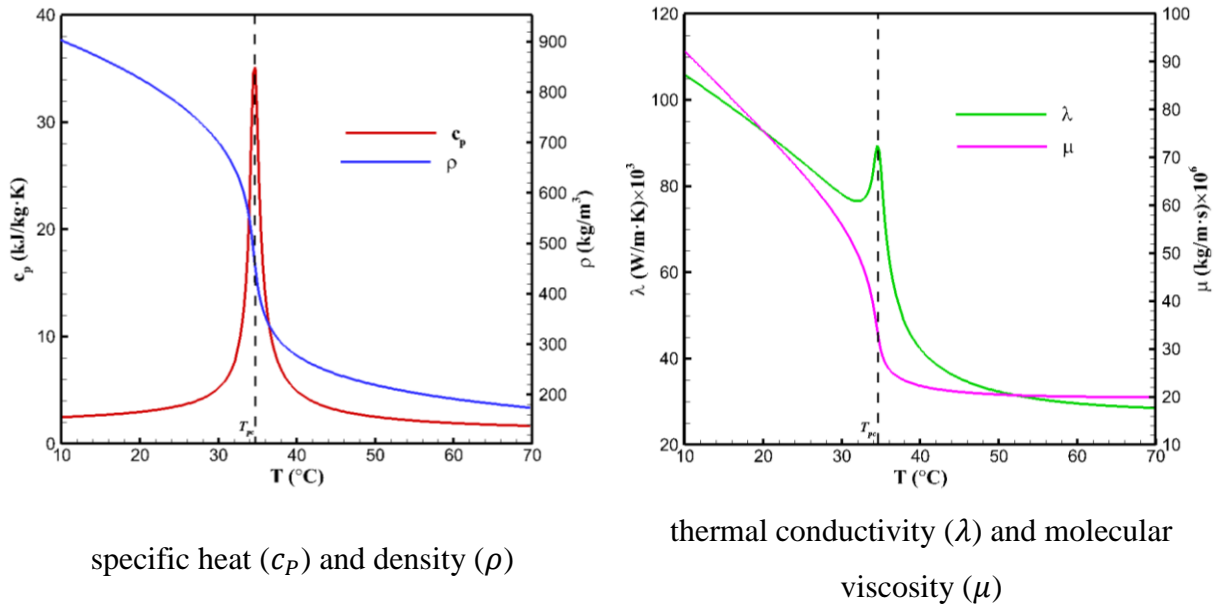 40
30
20
10
0
c_p (kJ/kg·K)
c_p
ρ
900
800
700
600
500
400
300
200
ρ (kg/m³)
T_pc
10 20 30 40 50 60 70
T (°C)
specific heat (c_P) and density (ρ)
120
100
80
60
40
20
λ (W/m·K)×10³
λ
μ
100
90
80
70
60
50
40
30
20
10
μ (kg/m·s)×10⁶
T_pc
10 20 30 40 50 60 70
T (°C)
thermal conductivity (λ) and molecular
viscosity (μ)